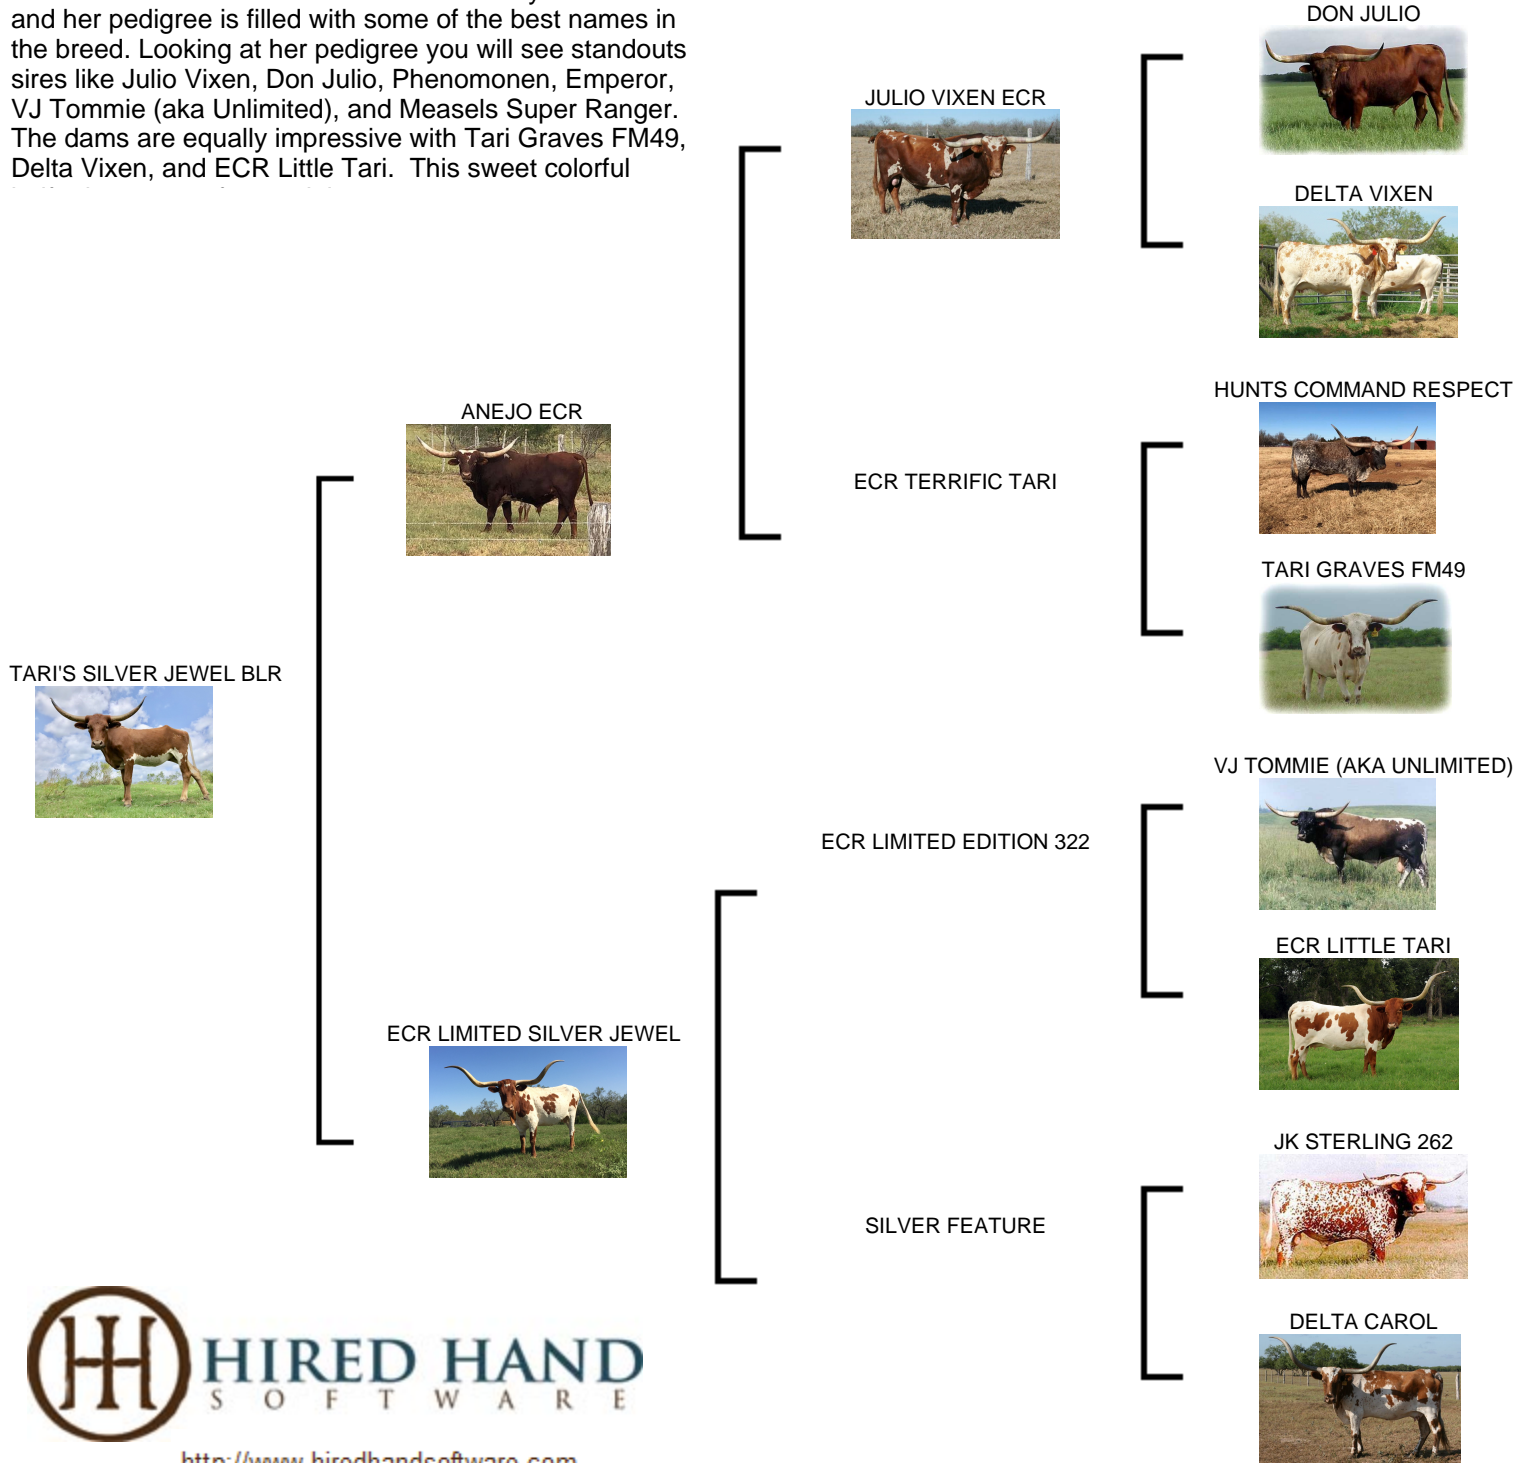 and her pedigree is filled with some of the best names in
the breed. Looking at her pedigree you will see standouts
sires like Julio Vixen, Don Julio, Phenomonen, Emperor,
VJ Tommie (aka Unlimited), and Measels Super Ranger.
The dams are equally impressive with Tari Graves FM49,
Delta Vixen, and ECR Little Tari. This sweet colorful
DON JULIO
JULIO VIXEN ECR
DELTA VIXEN
HUNTS COMMAND RESPECT
ANEJO ECR
ECR TERRIFIC TARI
TARI GRAVES FM49
TARI'S SILVER JEWEL BLR
VJ TOMMIE (AKA UNLIMITED)
ECR LIMITED EDITION 322
ECR LITTLE TARI
ECR LIMITED SILVER JEWEL
JK STERLING 262
SILVER FEATURE
DELTA CAROL
HIRED HAND
SOFTWARE
http://www.hiredhandsoftware.com